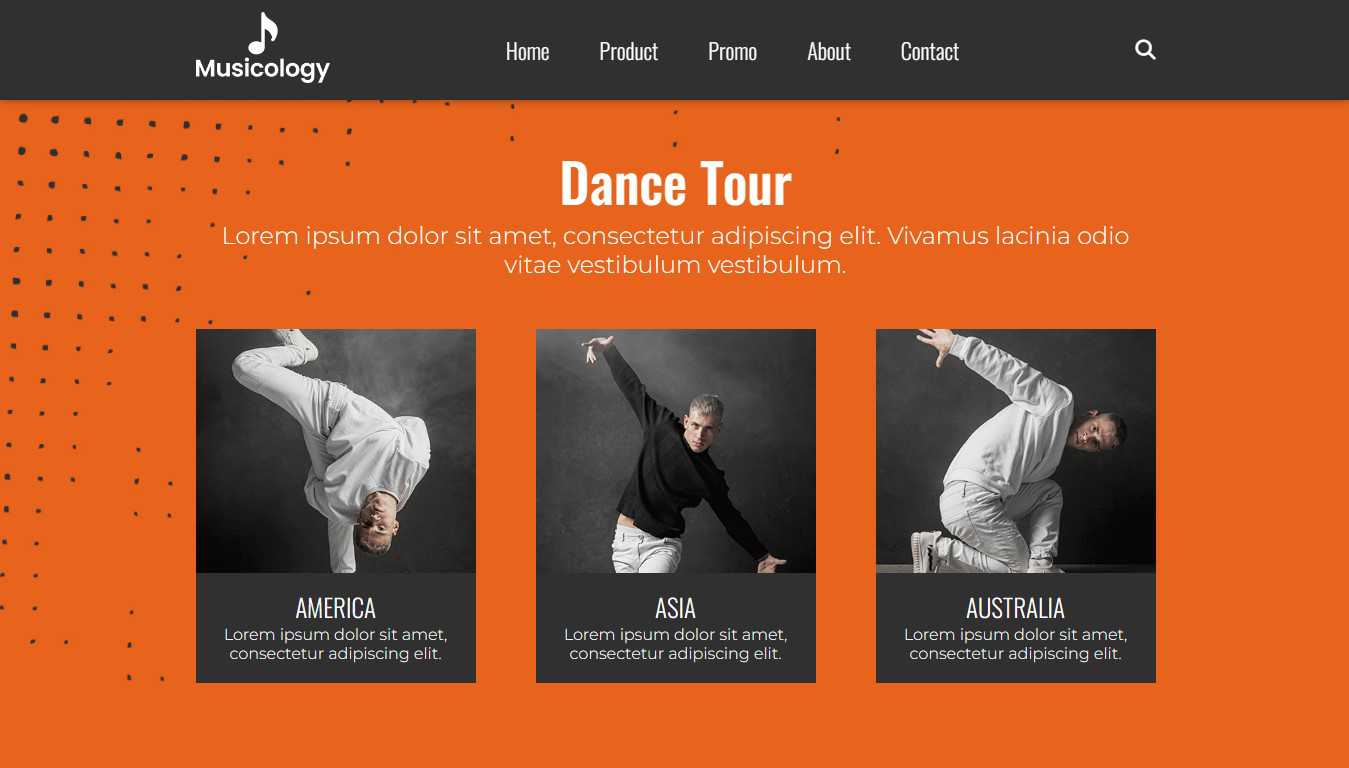 Musicology
Home Product Promo About Contact
Dance Tour
Lorem ipsum dolor sit amet, consectetur adipiscing elit. Vivamus lacinia odio
vitae vestibulum vestibulum.
AMERICA
Lorem ipsum dolor sit amet,
consectetur adipiscing elit.
ASIA
Lorem ipsum dolor sit amet,
consectetur adipiscing elit.
AUSTRALIA
Lorem ipsum dolor sit amet,
consectetur adipiscing elit.